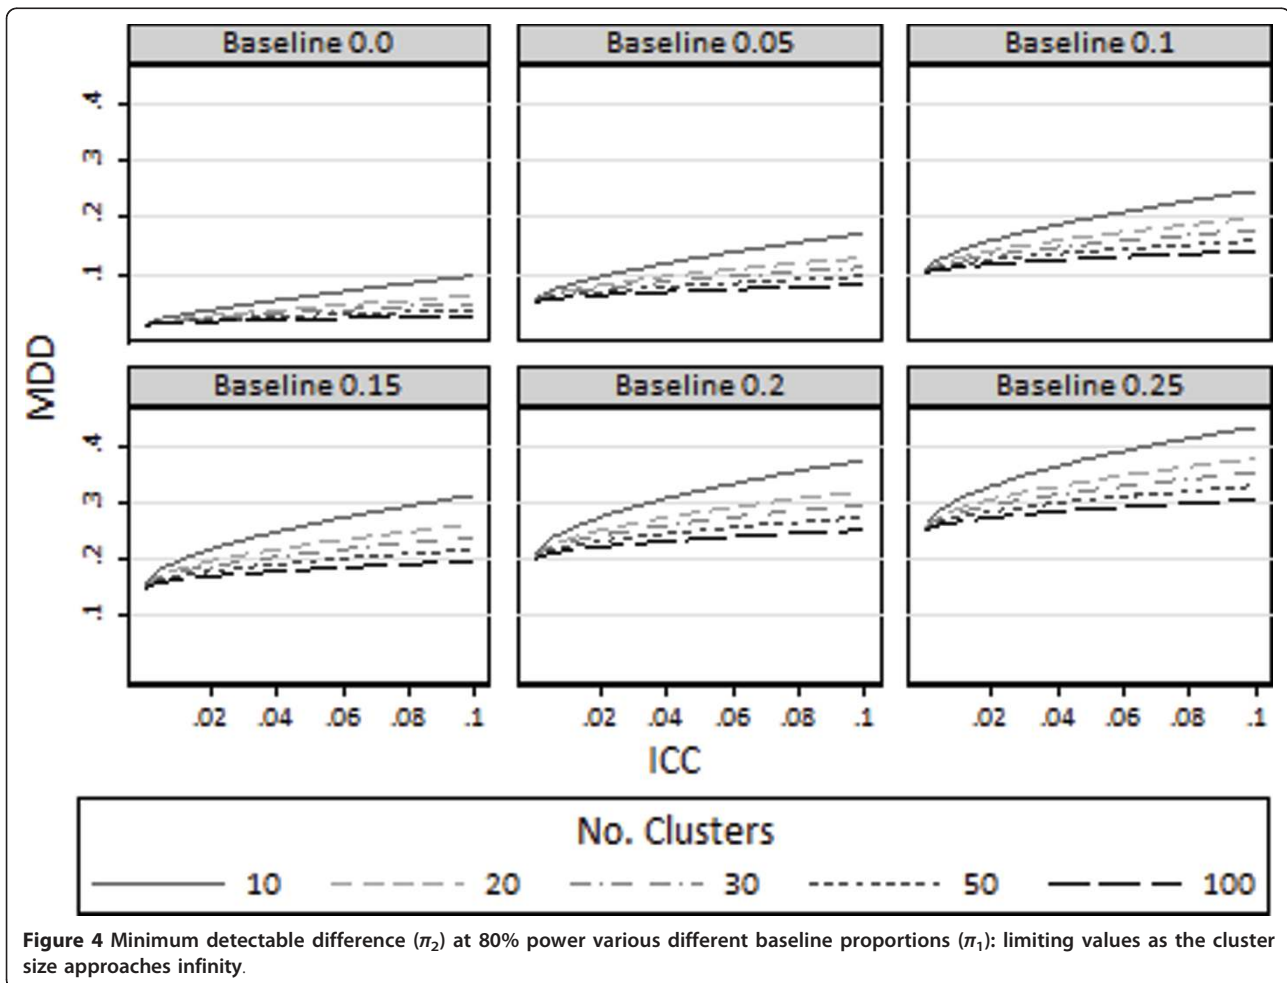 Baseline 0.0 Baseline 0.05 Baseline 0.1
.4
.3
.2
.1
MDD
Baseline 0.15 Baseline 0.2 Baseline 0.25
.4
.3
.2
.1
.02 .04 .06 .08 .1 .02 .04 .06 .08 .1 .02 .04 .06 .08 .1
ICC
No. Clusters
10 20 30 50 100
Figure 4 Minimum detectable difference (π₂) at 80% power various different baseline proportions (π₁): limiting values as the cluster
size approaches infinity.